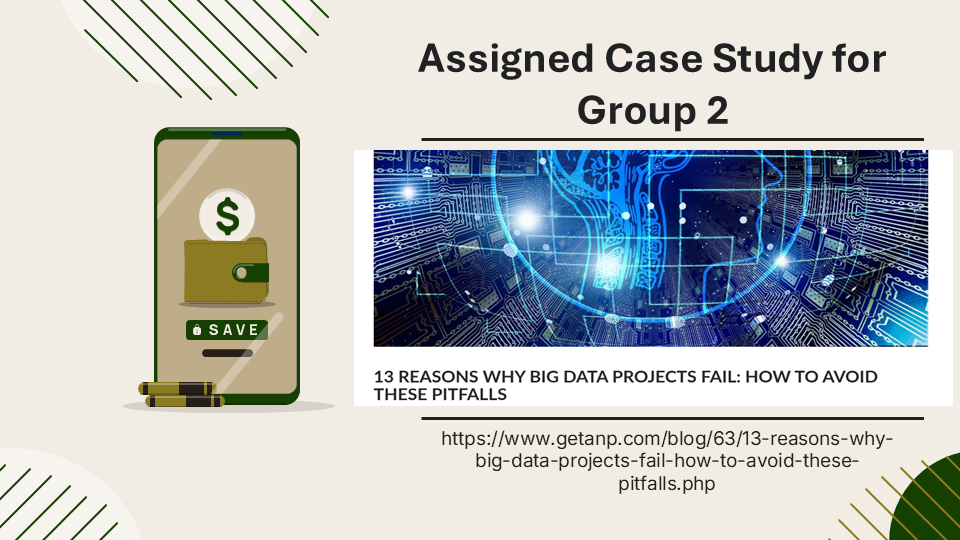 Assigned Case Study for
Group 2
$
SAVE
13 REASONS WHY BIG DATA PROJECTS FAIL: HOW TO AVOID
THESE PITFALLS
https://www.getanp.com/blog/63/13-reasons-why-
big-data-projects-fail-how-to-avoid-these-
pitfalls.php